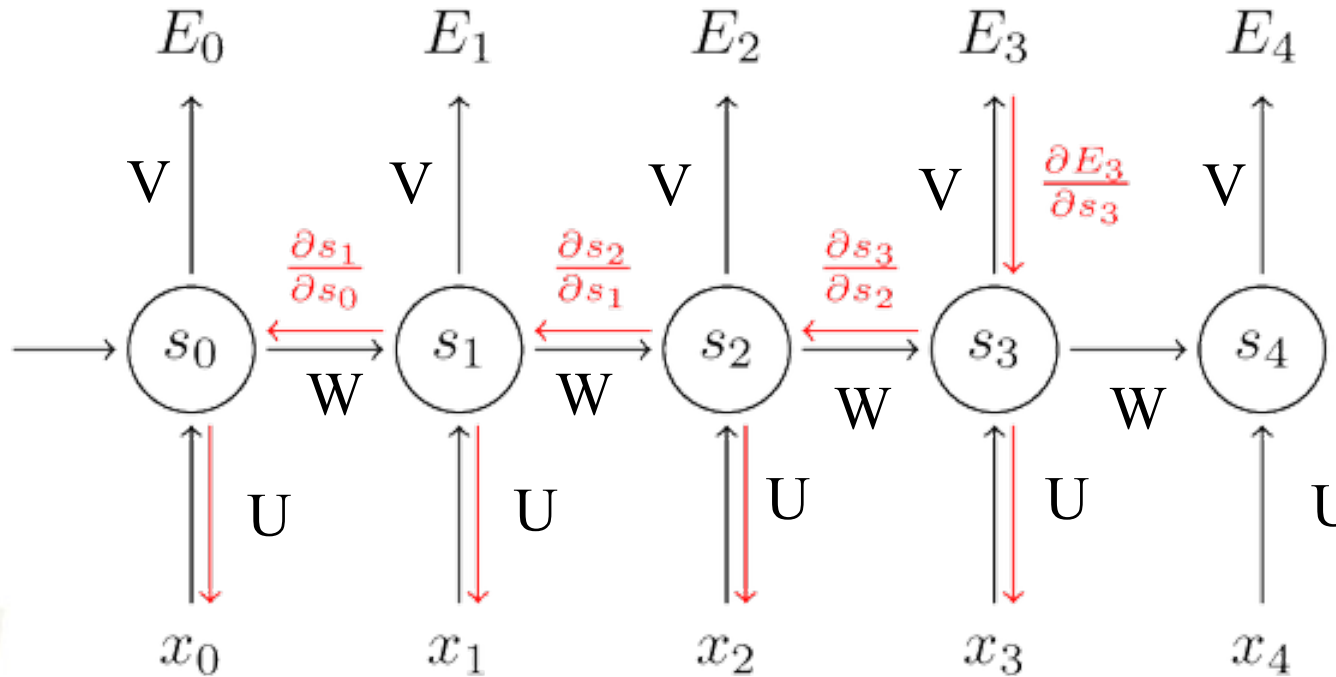 E₀ E₁ E₂ E₃ E₄
V V V V ∂E₃/∂s₃ V
∂s₁/∂s₀ ∂s₂/∂s₁ ∂s₃/∂s₂
s₀ s₁ s₂ s₃ s₄
W W W W
U U U U U
x₀ x₁ x₂ x₃ x₄